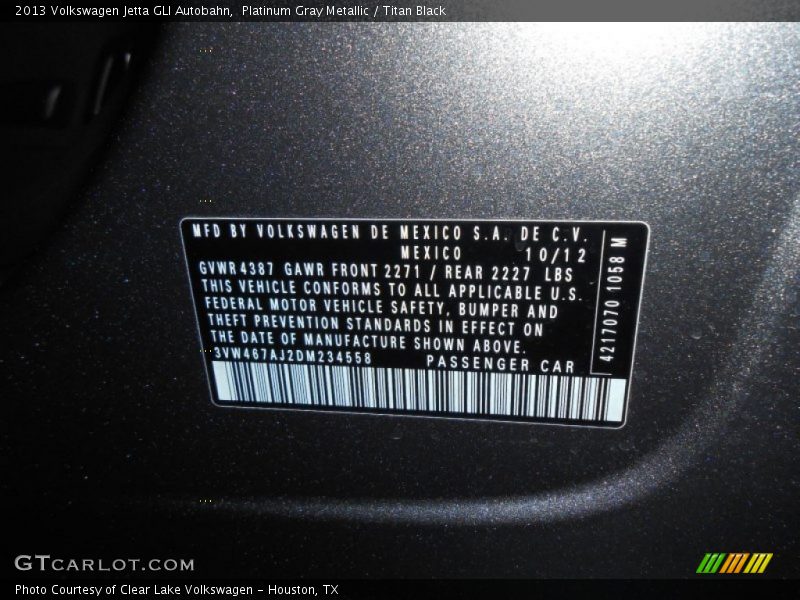 2013 Volkswagen Jetta GLI Autobahn,  Platinum Gray Metallic / Titan Black
MFD BY VOLKSWAGEN DE MEXICO S.A. DE C.V.
MEXICO 10/12
GVWR 4387 GAWR FRONT 2271 / REAR 2227 LBS
THIS VEHICLE CONFORMS TO ALL APPLICABLE U.S.
FEDERAL MOTOR VEHICLE SAFETY, BUMPER AND
THEFT PREVENTION STANDARDS IN EFFECT ON
THE DATE OF MANUFACTURE SHOWN ABOVE.
3VW467AJ2DM234558 PASSENGER CAR
4217070 1058 M
GTCARLOT.COM
Photo Courtesy of Clear Lake Volkswagen - Houston, TX